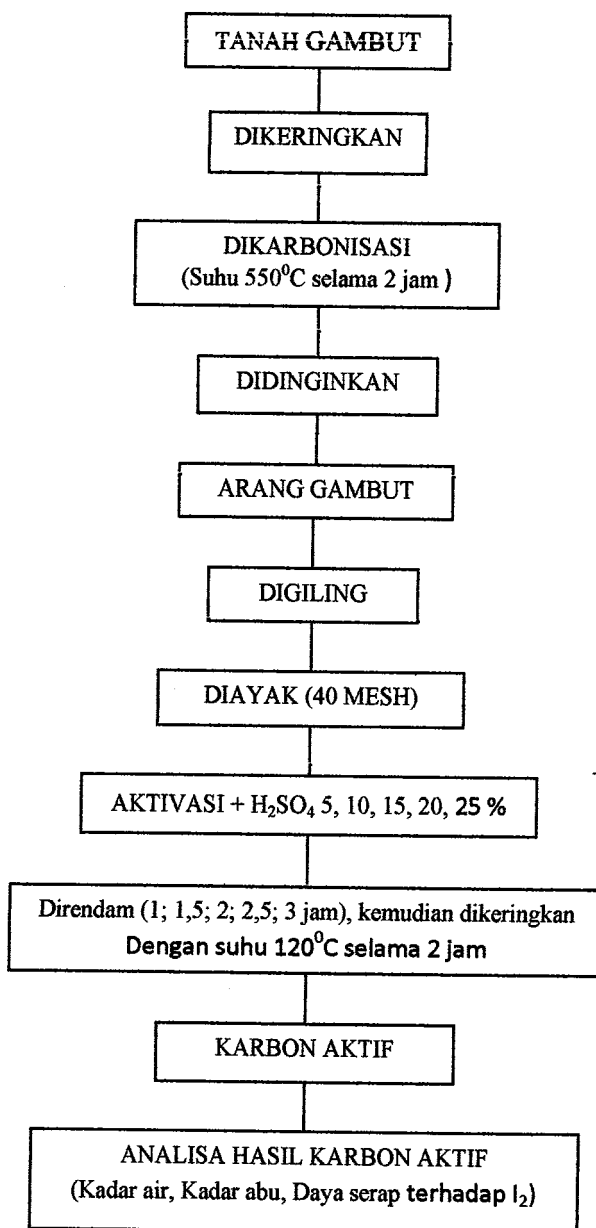 TANAH GAMBUT
DIKERINGKAN
DIKARBONISASI
(Suhu 550⁰C selama 2 jam )
DIDINGINKAN
ARANG GAMBUT
DIGILING
DIAYAK (40 MESH)
AKTIVASI + H₂SO₄ 5, 10, 15, 20, 25 %
Direndam (1; 1,5; 2; 2,5; 3 jam), kemudian dikeringkan
Dengan suhu 120⁰C selama 2 jam
KARBON AKTIF
ANALISA HASIL KARBON AKTIF
(Kadar air, Kadar abu, Daya serap terhadap I₂)